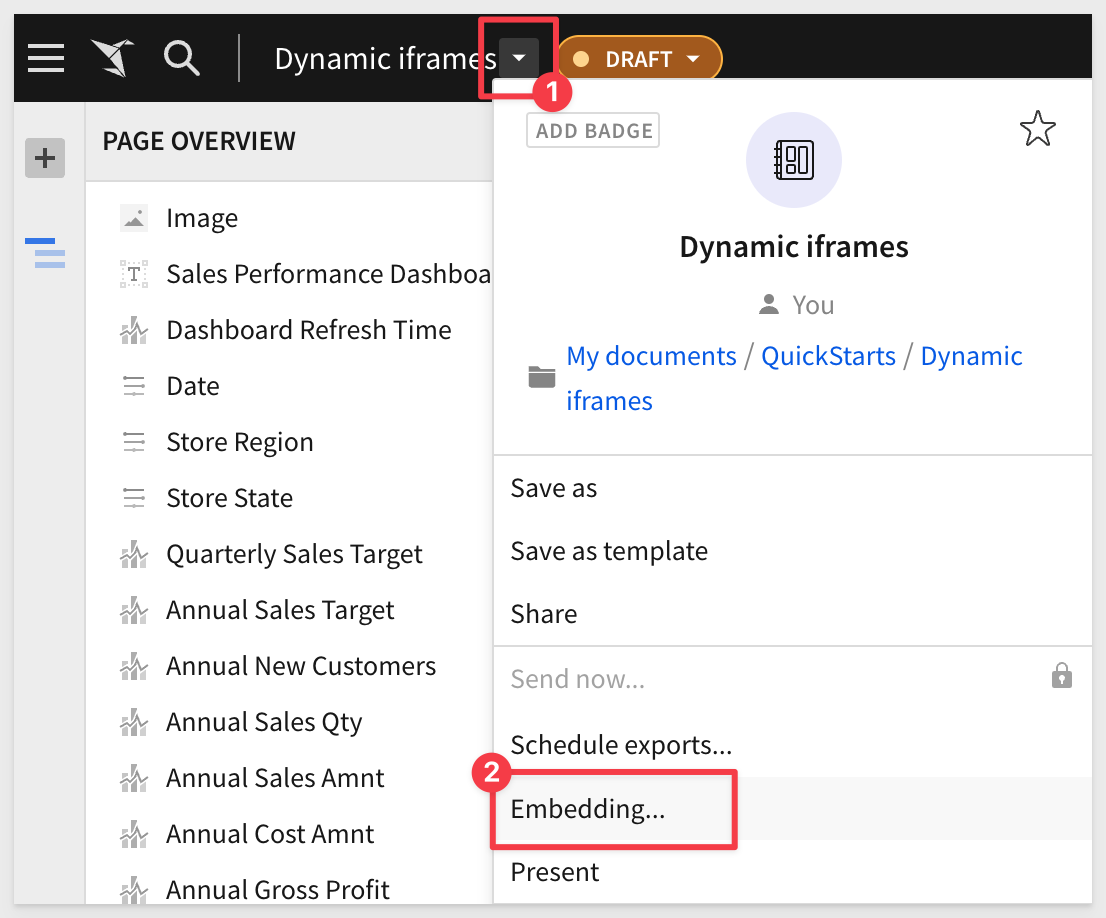 Dynamic iframes
DRAFT
1
PAGE OVERVIEW
Image
T
Sales Performance Dashboa
Dashboard Refresh Time
Date
Store Region
Store State
Quarterly Sales Target
Annual Sales Target
Annual New Customers
Annual Sales Qty
Annual Sales Amnt
Annual Cost Amnt
Annual Gross Profit
ADD BADGE
Dynamic iframes
You
My documents / QuickStarts / Dynamic
iframes
Save as
Save as template
Share
Send now...
Schedule exports...
2
Embedding...
Present